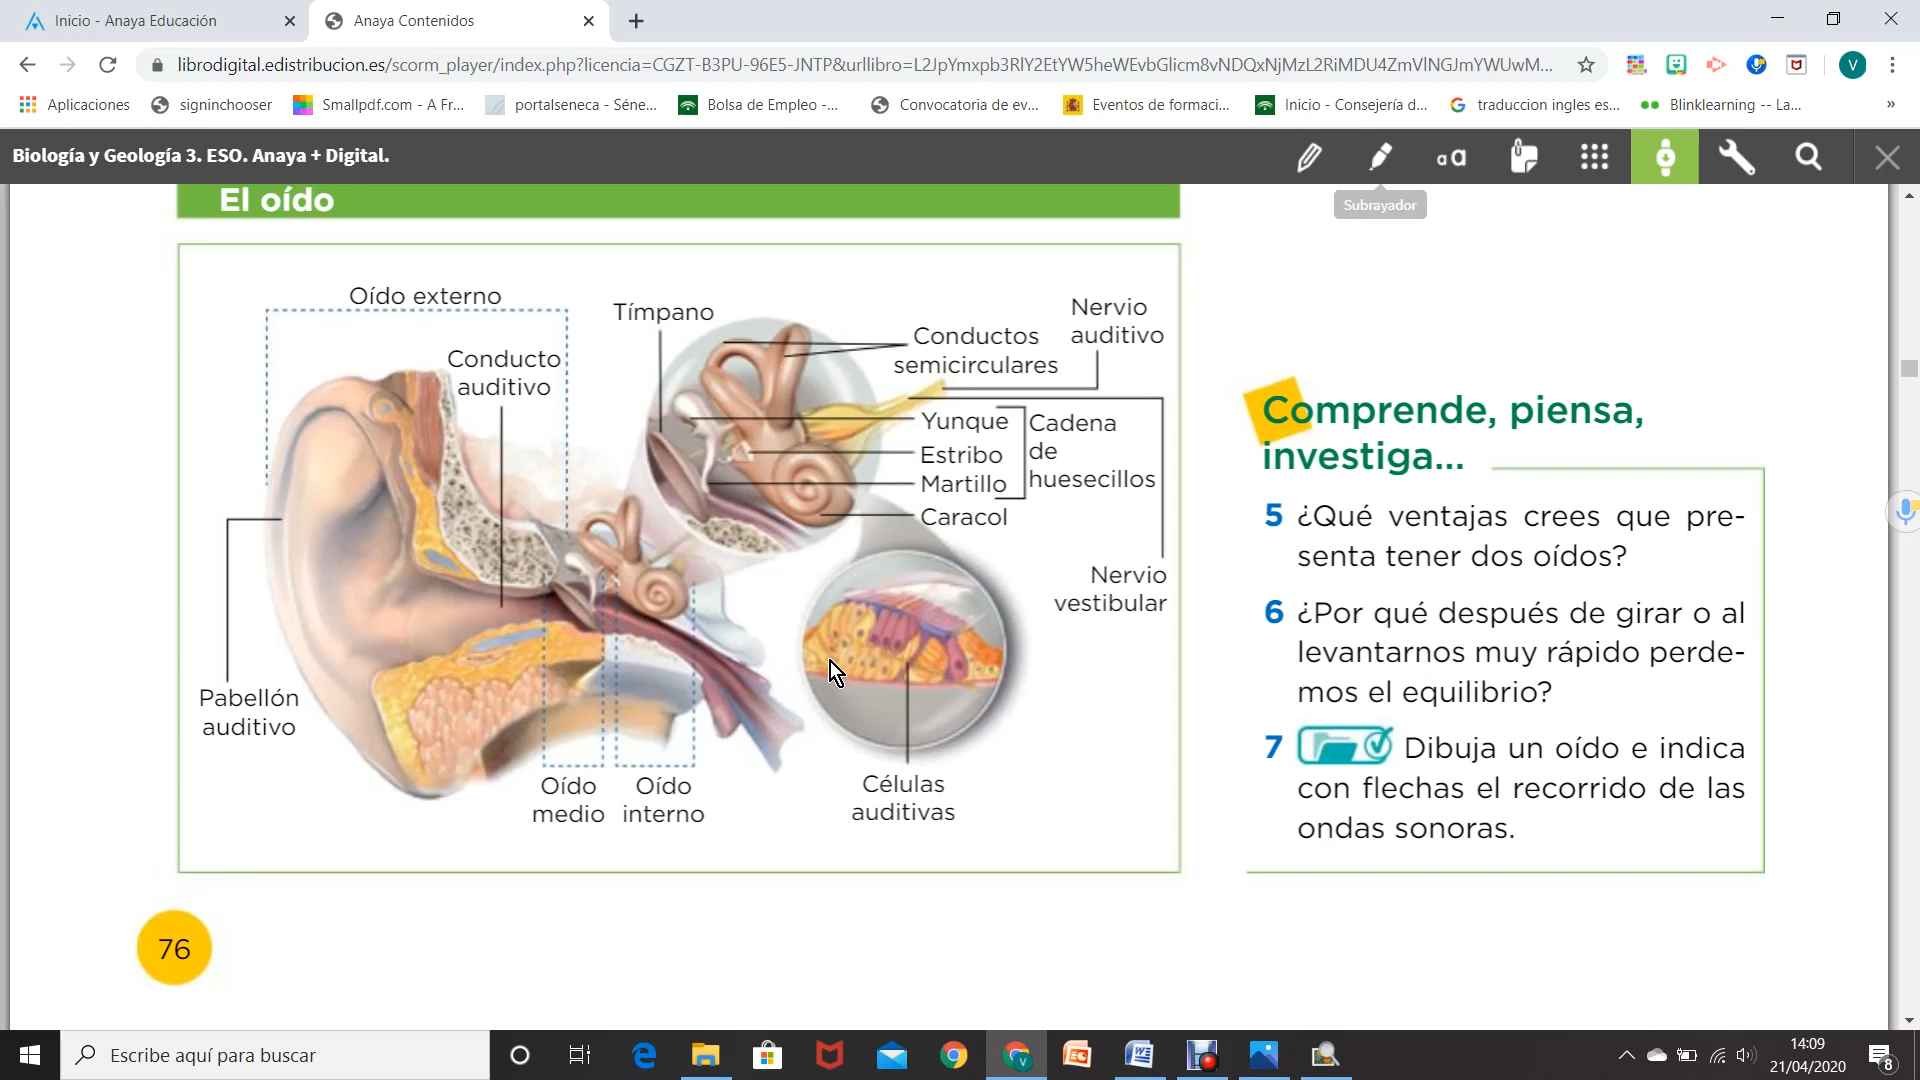 Inicio - Anaya Educación
Anaya Contenidos
librodigital.edistribucion.es/scorm_player/index.php?licencia=CGZT-B3PU-96E5-JNTP&urllibro=
Aplicaciones
signinchooser
Smallpdf.com - A Fr...
portalseneca - Séne...
Bolsa de Empleo -...
Convocatoria de ev...
Eventos de formaci...
Inicio - Consejería d...
traduccion ingles es...
Blinklearning -- La...
»
Biología y Geología 3. ESO. Anaya + Digital.
aa
Subrayador
V
El oído
Oído externo
Tímpano
Conducto
auditivo
Conductos
semicirculares
Nervio
auditivo
Yunque
Estribo
Martillo
Cadena
de
huesecillos
Caracol
Nervio
vestibular
Pabellón
auditivo
Oído
medio
Oído
interno
Células
auditivas
Comprende, piensa,
investiga...
5 ¿Qué ventajas crees que pre-
senta tener dos oídos?
6 ¿Por qué después de girar o al
levantarnos muy rápido perde-
mos el equilibrio?
7 Dibuja un oído e indica
con flechas el recorrido de las
ondas sonoras.
76
Escribe aquí para buscar
14:09
21/04/2020
8